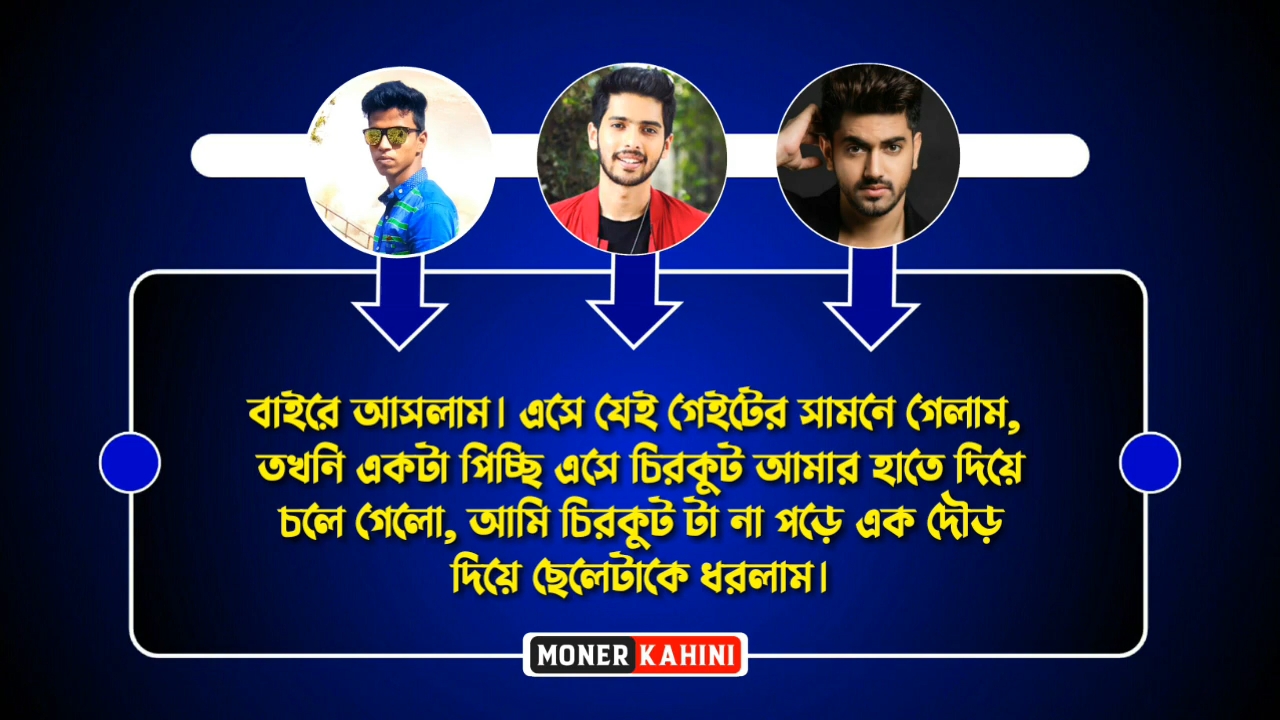 বাইরে আসলাম। এসে যেই গেইটের সামনে গেলাম,
তখনি একটা পিচ্ছি এসে চিরকুট আমার হাতে দিয়ে
চলে গেলো, আমি চিরকুট টা না পড়ে এক দৌড়
দিয়ে ছেলেটাকে ধরলাম।
MONER KAHINI